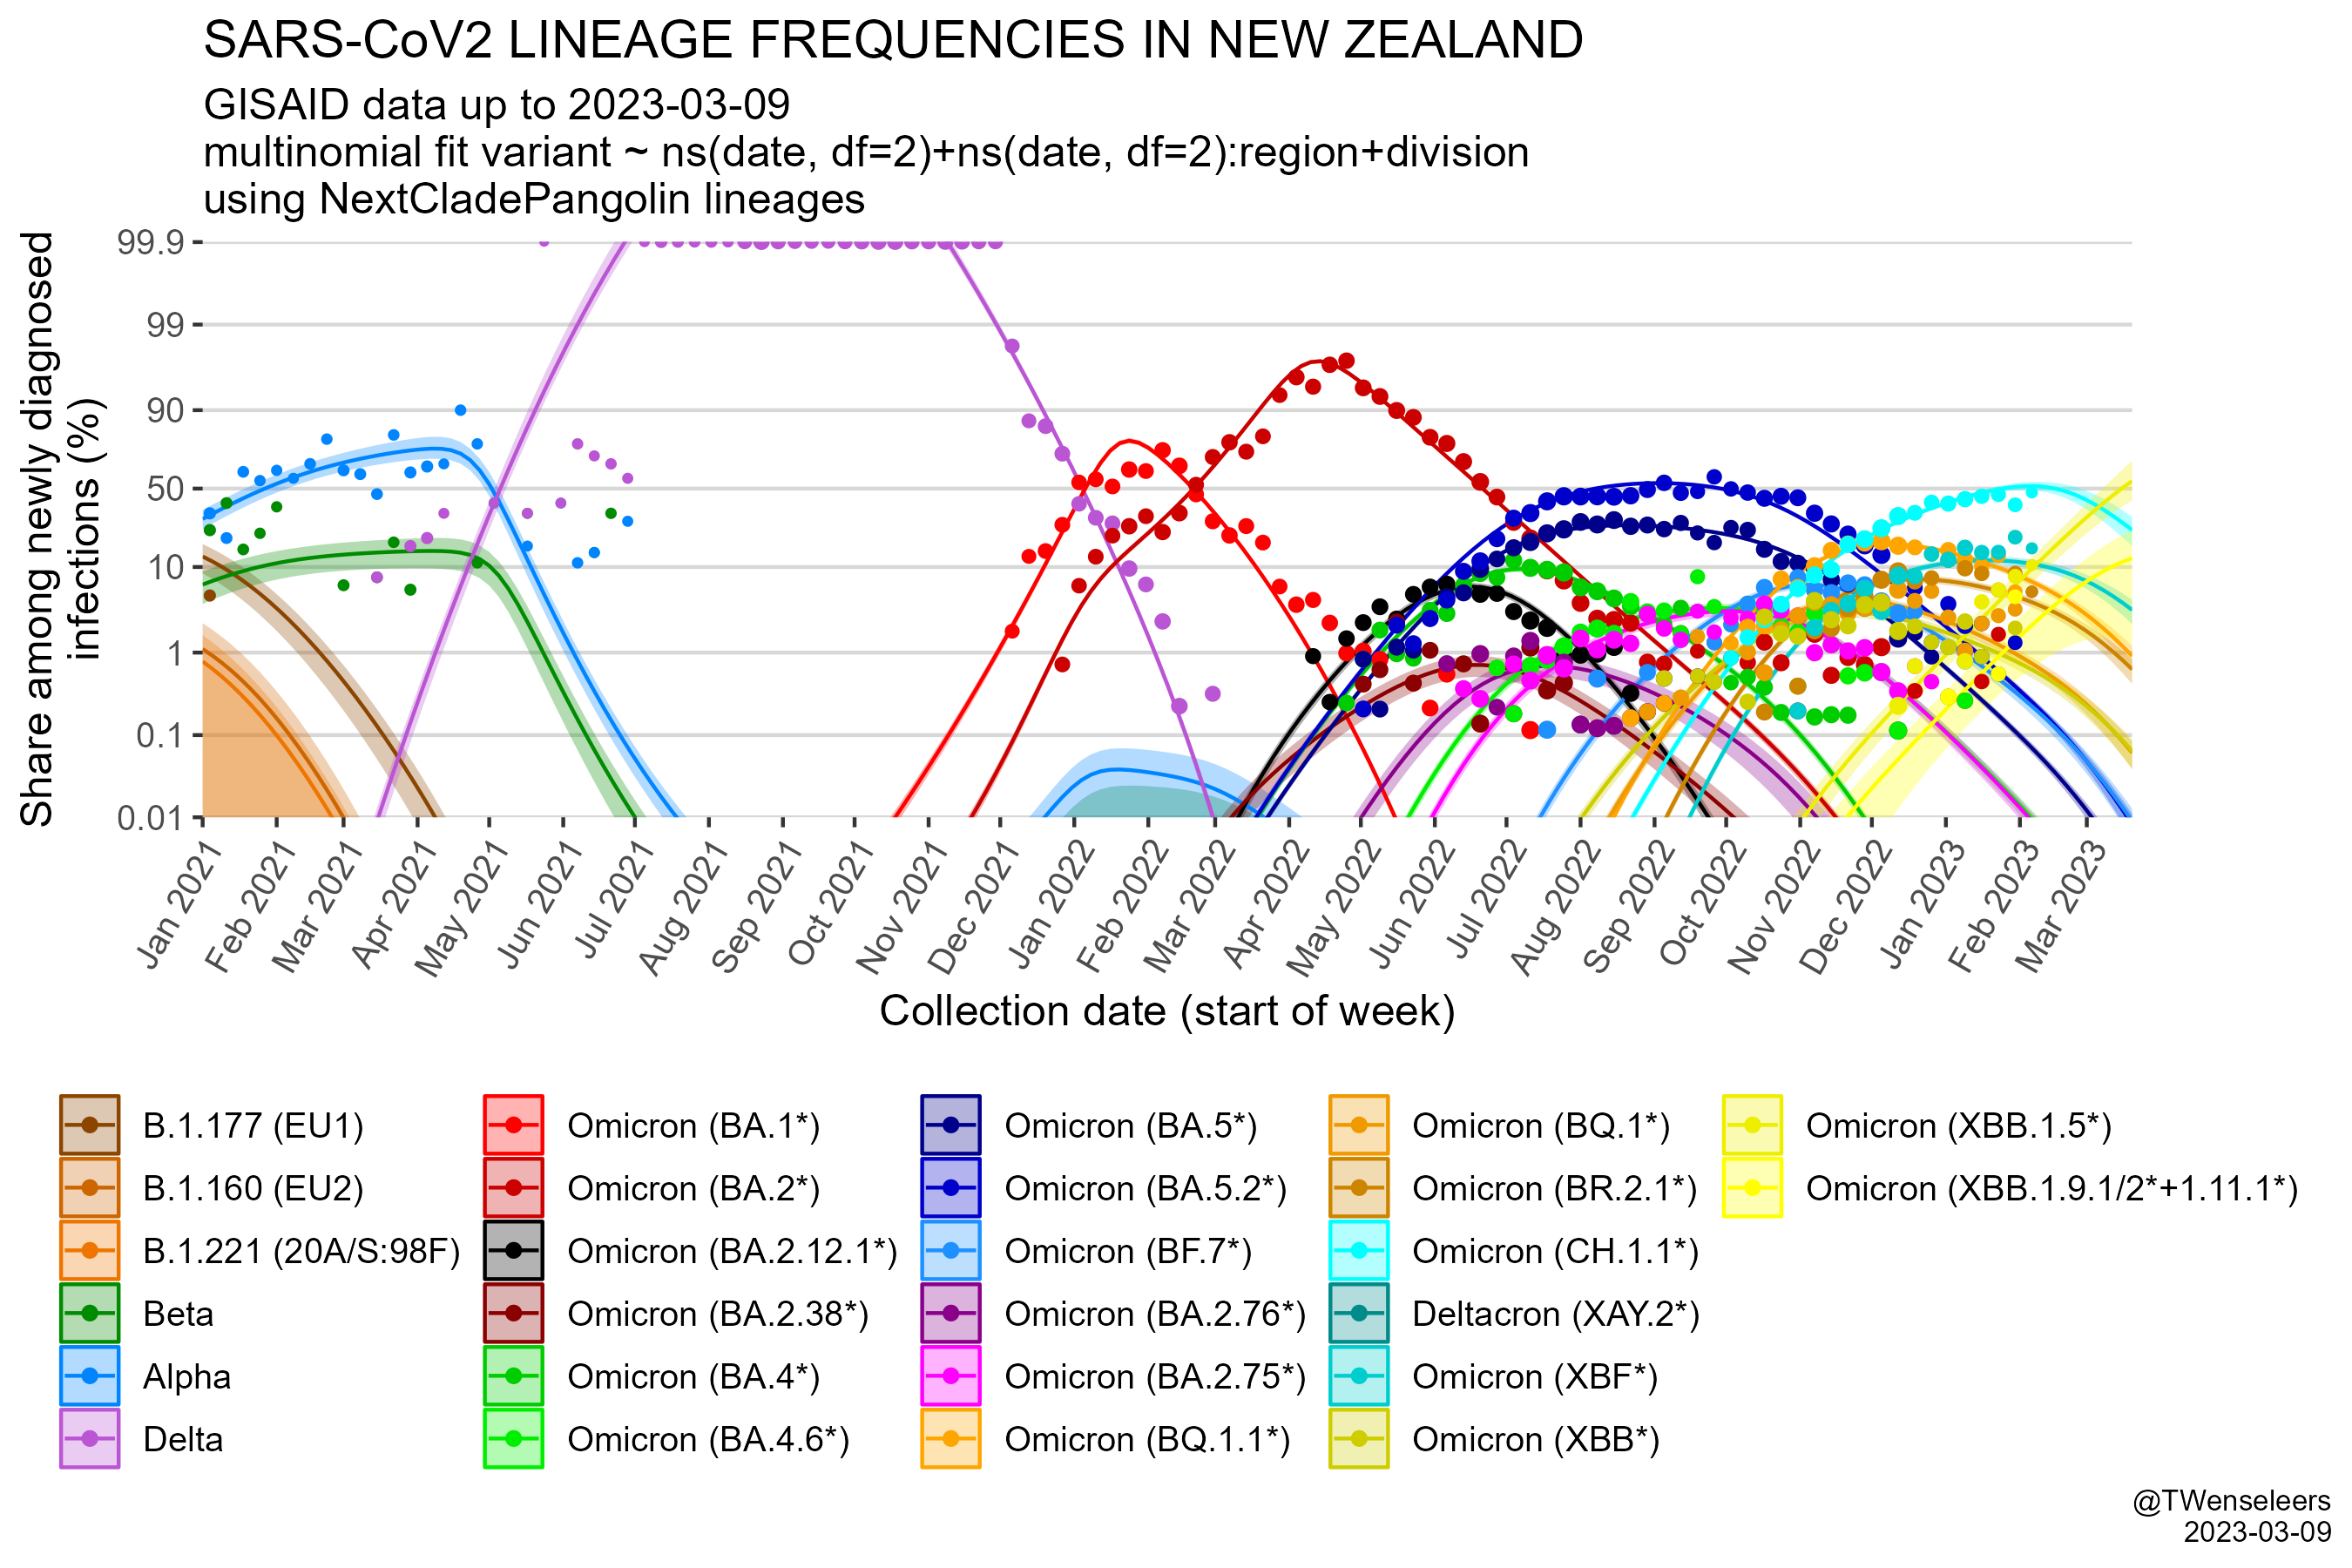 SARS-CoV2 LINEAGE FREQUENCIES IN NEW ZEALAND
GISAID data up to 2023-03-09
multinomial fit variant ~ ns(date, df=2)+ns(date, df=2):region+division
using NextCladePangolin lineages
Share among newly diagnosed
infections (%)
99.9
99
90
50
10
1
0.1
0.01
Jan 2021
Feb 2021
Mar 2021
Apr 2021
May 2021
Jun 2021
Jul 2021
Aug 2021
Sep 2021
Oct 2021
Nov 2021
Dec 2021
Jan 2022
Feb 2022
Mar 2022
Apr 2022
May 2022
Jun 2022
Jul 2022
Aug 2022
Sep 2022
Oct 2022
Nov 2022
Dec 2022
Jan 2023
Feb 2023
Mar 2023
Collection date (start of week)
B.1.177 (EU1)
B.1.160 (EU2)
B.1.221 (20A/S:98F)
Beta
Alpha
Delta
Omicron (BA.1*)
Omicron (BA.2*)
Omicron (BA.2.12.1*)
Omicron (BA.2.38*)
Omicron (BA.4*)
Omicron (BA.4.6*)
Omicron (BA.5*)
Omicron (BA.5.2*)
Omicron (BF.7*)
Omicron (BA.2.76*)
Omicron (BA.2.75*)
Omicron (BQ.1.1*)
Omicron (BQ.1*)
Omicron (BR.2.1*)
Omicron (CH.1.1*)
Deltacron (XAY.2*)
Omicron (XBF*)
Omicron (XBB*)
Omicron (XBB.1.5*)
Omicron (XBB.1.9.1/2*+1.11.1*)
@TWenseleers
2023-03-09